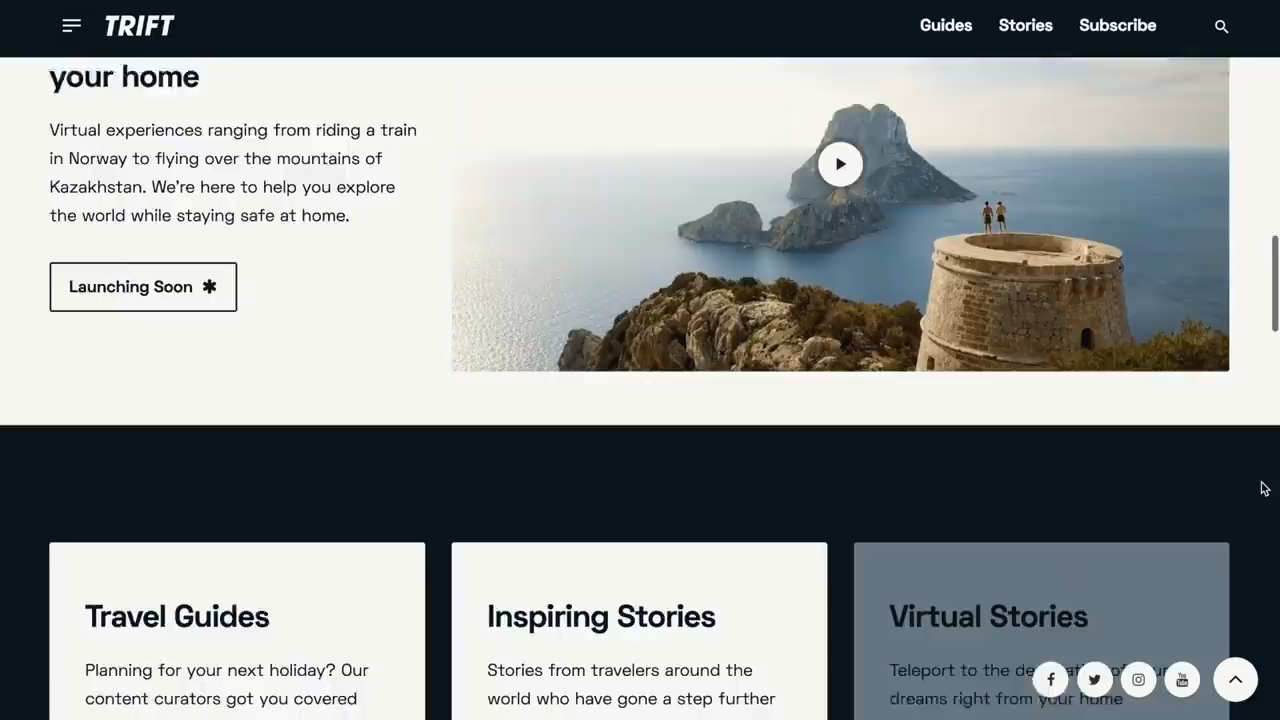 TRIFT
Guides Stories Subscribe
your home
Virtual experiences ranging from riding a train
in Norway to flying over the mountains of
Kazakhstan. We’re here to help you explore
the world while staying safe at home.
Launching Soon ✱
Travel Guides
Planning for your next holiday? Our
content curators got you covered
Inspiring Stories
Stories from travelers around the
world who have gone a step further
Virtual Stories
Teleport to the
dreams right from your home